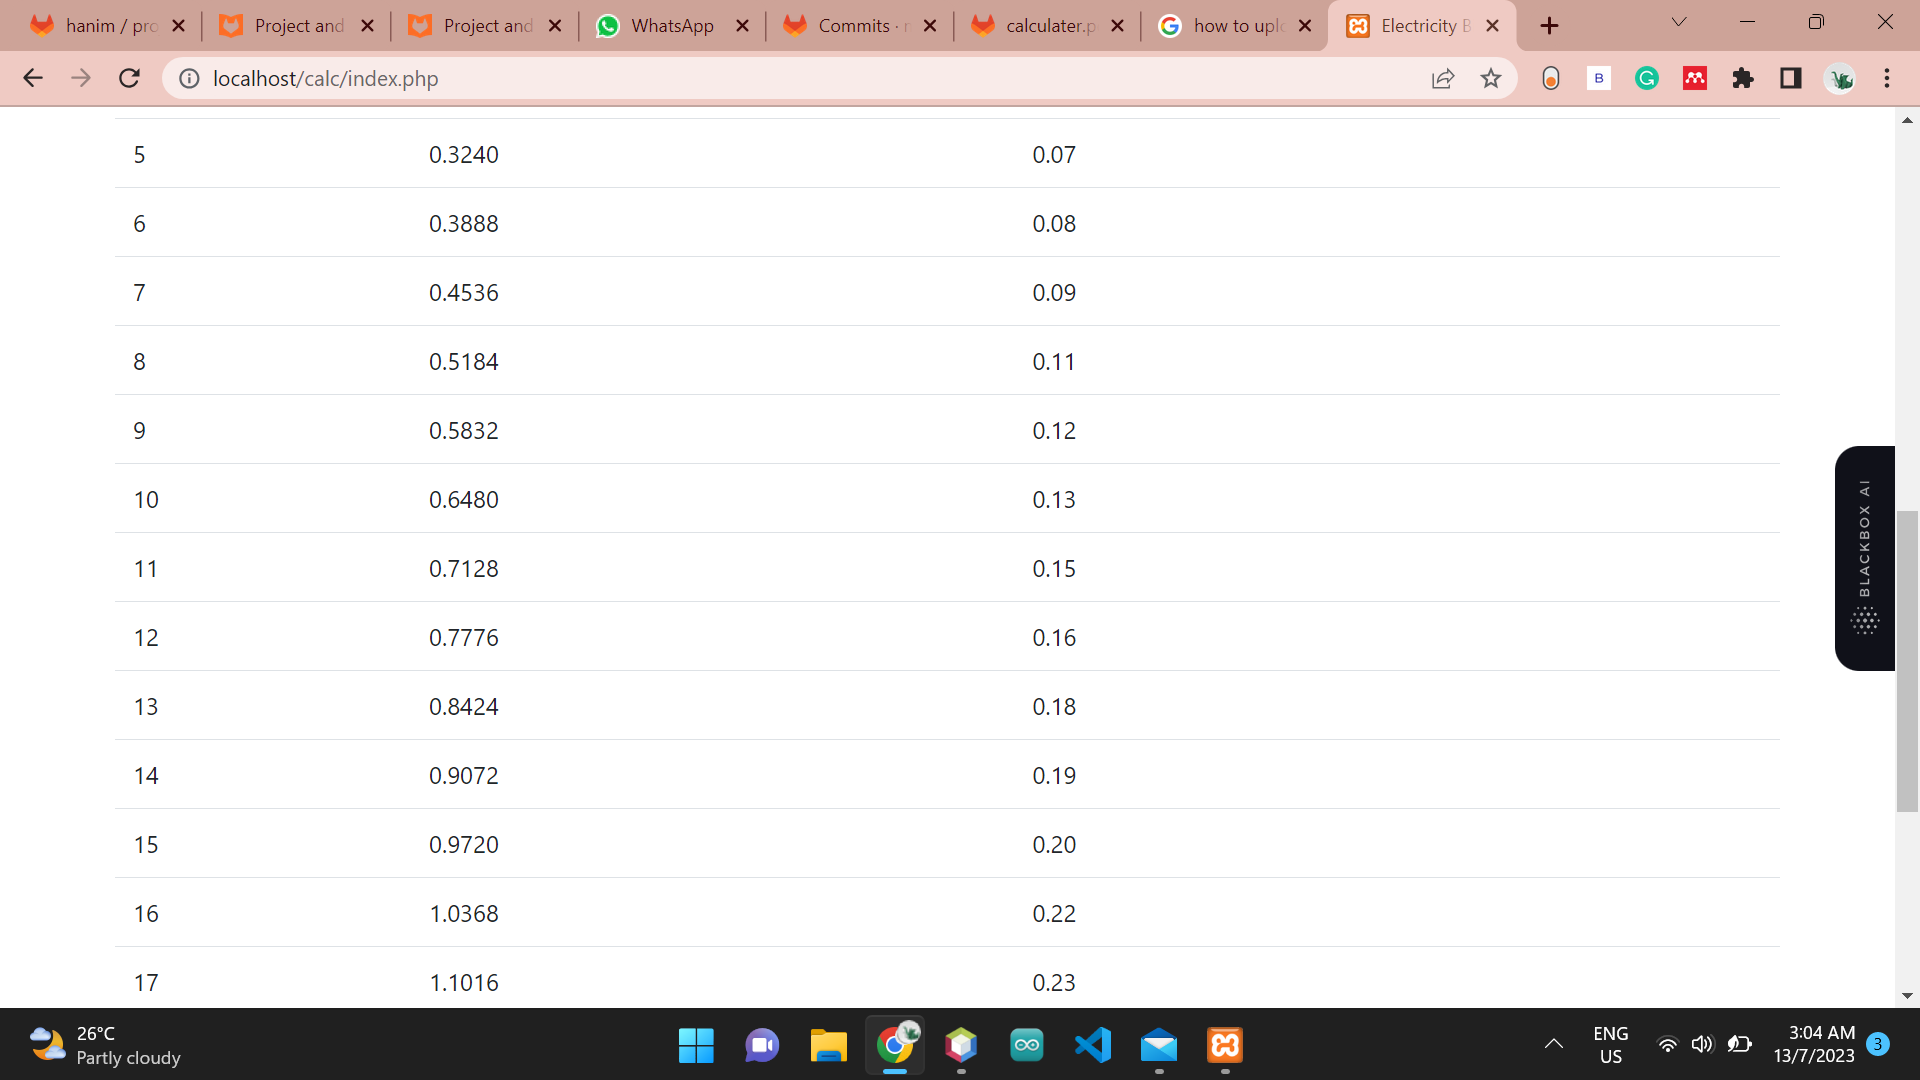 hanim / pro
Project and
Project and
WhatsApp
Commits · r
calculater.p
how to uplo
Electricity B
localhost/calc/index.php
B
5 0.3240 0.07
6 0.3888 0.08
7 0.4536 0.09
8 0.5184 0.11
9 0.5832 0.12
10 0.6480 0.13
11 0.7128 0.15
12 0.7776 0.16
13 0.8424 0.18
14 0.9072 0.19
15 0.9720 0.20
16 1.0368 0.22
17 1.1016 0.23
BLACKBOX AI
26°C
Partly cloudy
ENG
US
3:04 AM
13/7/2023
3